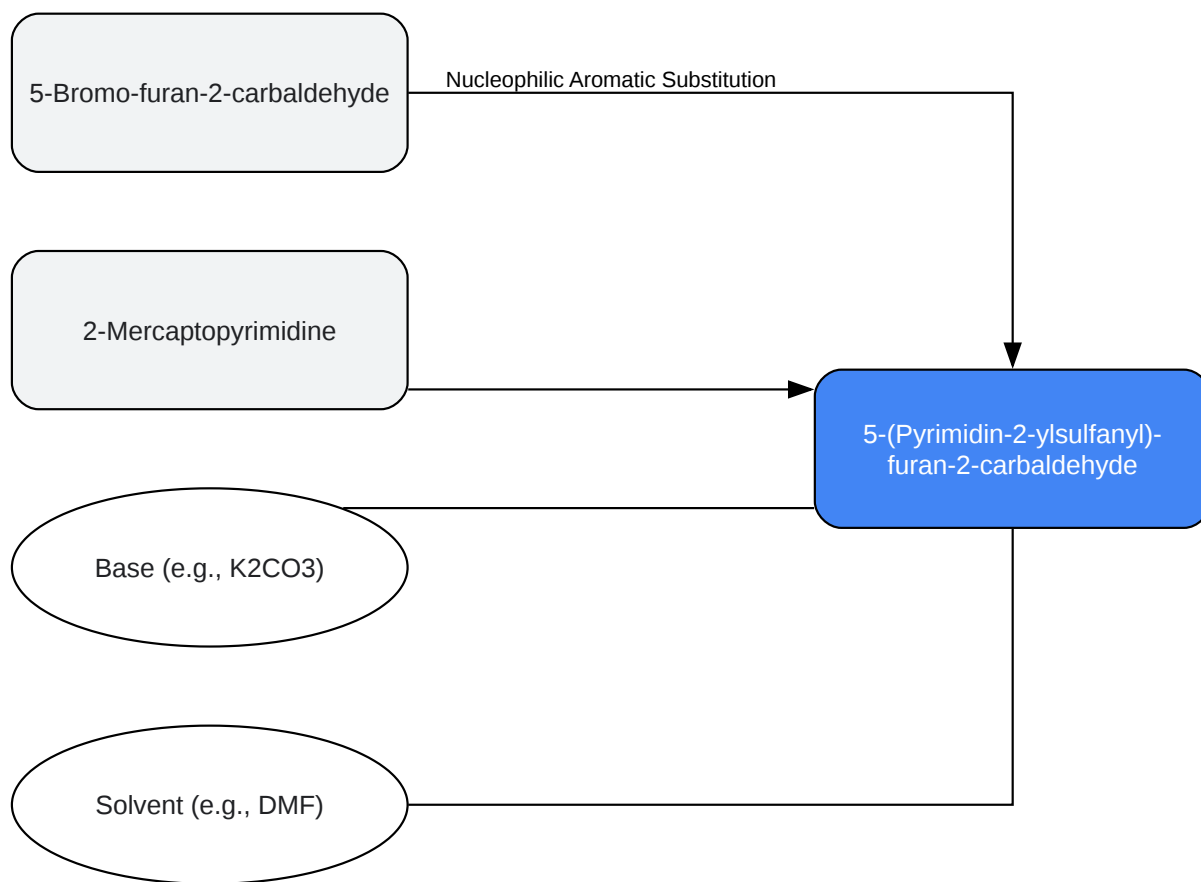 5-Bromo-furan-2-carbaldehyde
Nucleophilic Aromatic Substitution
2-Mercaptopyrimidine
5-(Pyrimidin-2-ylsulfanyl)-
furan-2-carbaldehyde
Base (e.g., K2CO3)
Solvent (e.g., DMF)